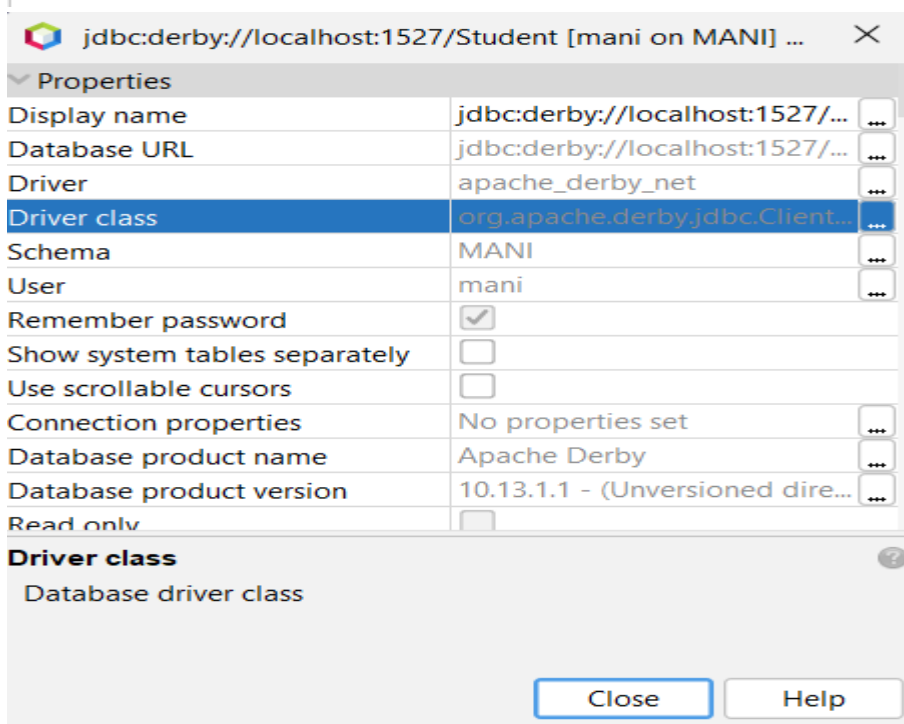 jdbc:derby://localhost:1527/Student [mani on MANI] ...
Properties
Display name jdbc:derby://localhost:1527/... ...
Database URL jdbc:derby://localhost:1527/... ...
Driver apache_derby_net ...
Driver class org.apache.derby.jdbc.Client... ...
Schema MANI ...
User mani ...
Remember password
Show system tables separately
Use scrollable cursors
Connection properties No properties set ...
Database product name Apache Derby ...
Database product version 10.13.1.1 - (Unversioned dire... ...
Read only
Driver class ?
Database driver class
Close Help